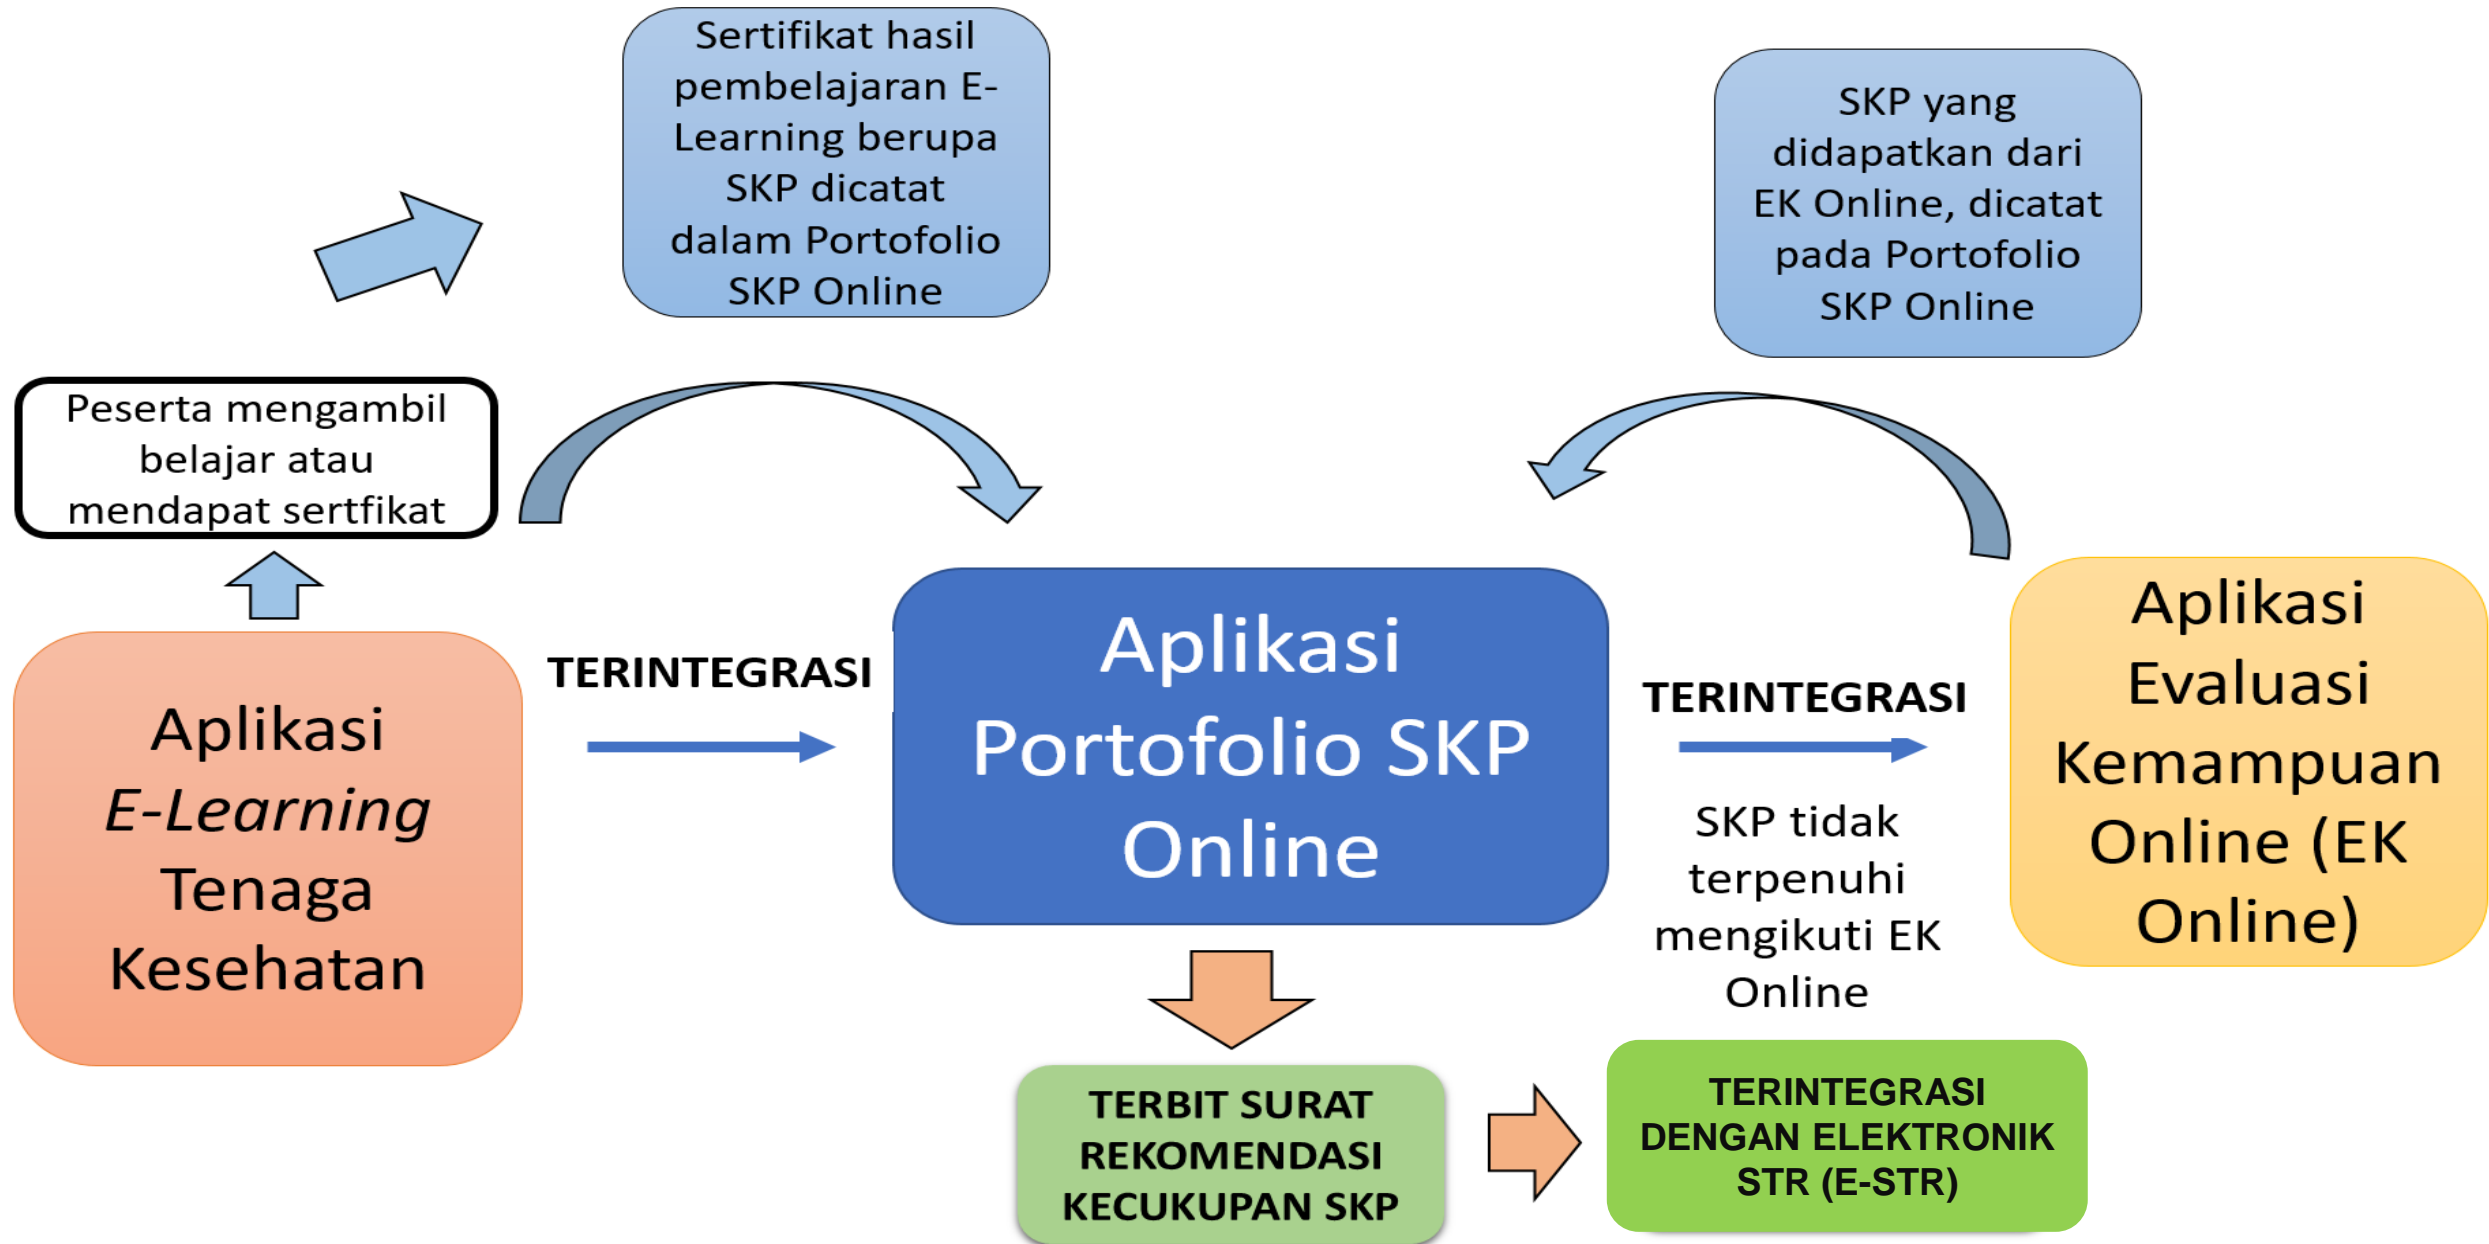 Sertifikat hasil
pembelajaran E-
Learning berupa
SKP dicatat
dalam Portofolio
SKP Online
SKP yang
didapatkan dari
EK Online, dicatat
pada Portofolio
SKP Online
Peserta mengambil
belajar atau
mendapat sertfikat
Aplikasi
E-Learning
Tenaga
Kesehatan
TERINTEGRASI
Aplikasi
Portofolio SKP
Online
TERINTEGRASI
SKP tidak
terpenuhi
mengikuti EK
Online
Aplikasi
Evaluasi
Kemampuan
Online (EK
Online)
TERBIT SURAT
REKOMENDASI
KECUKUPAN SKP
TERINTEGRASI
DENGAN ELEKTRONIK
STR (E-STR)